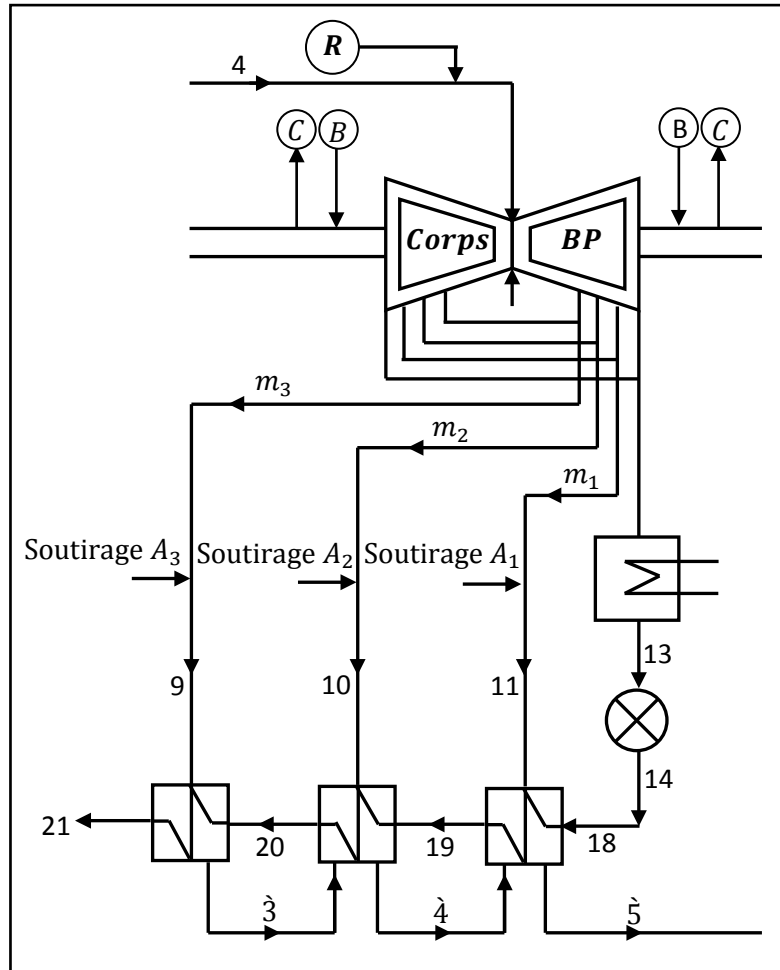 R
4
C B B C
Corps BP
m₃
m₂
m₁
Soutirage A₃ Soutirage A₂ Soutirage A₁
13
9 10 11
14
21 20 19 18
3̀ 4̀ 5̀